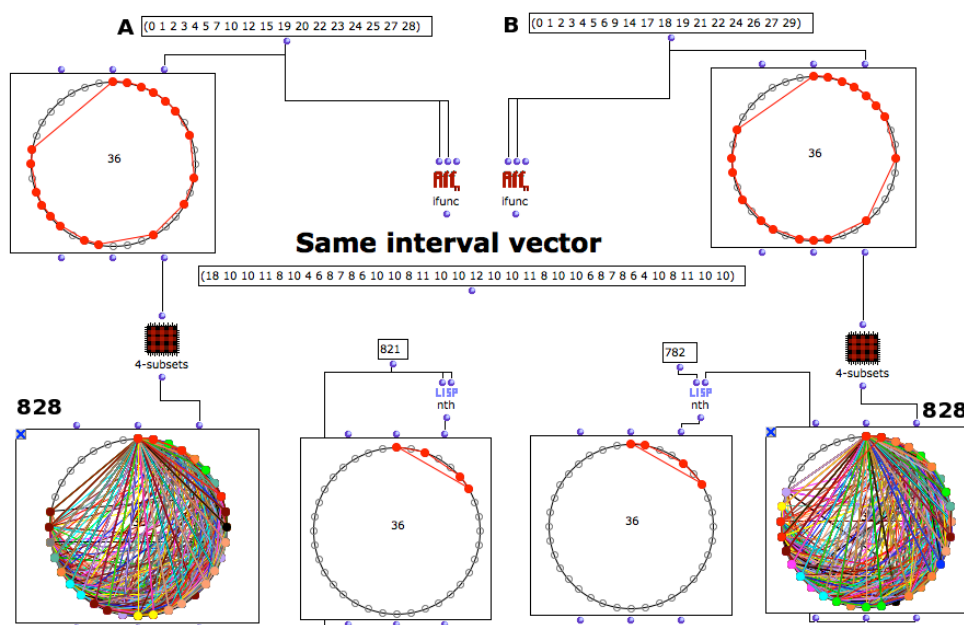 A (0 1 2 3 4 5 7 10 12 15 19 20 22 23 24 25 27 28)
B (0 1 2 3 4 5 6 9 14 17 18 19 21 22 24 26 27 29)
36
36
Aff n
ifunc
Aff n
ifunc
Same interval vector
(18 10 10 11 8 10 4 6 8 7 8 6 10 10 8 11 10 10 12 10 10 11 8 10 10 6 8 7 8 6 4 10 8 11 10 10)
4-subsets
821
782
4-subsets
LISP
nth
LISP
nth
828
828
36
36